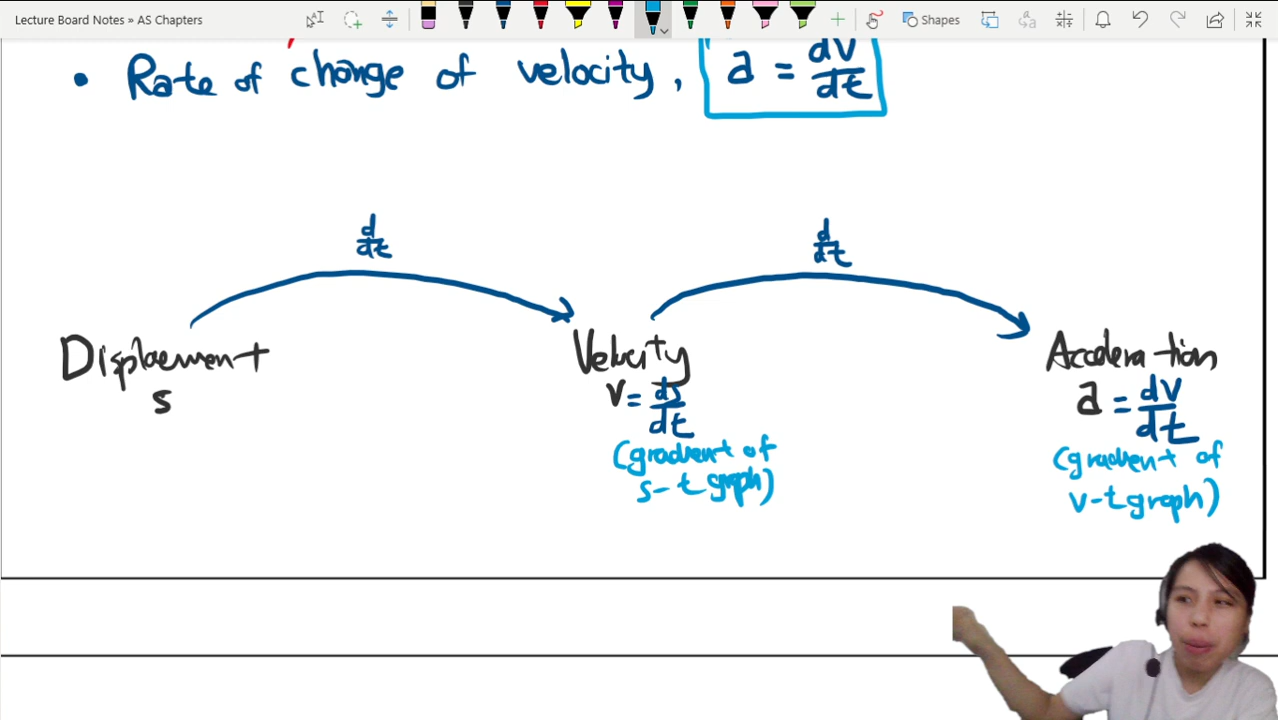 Lecture Board Notes » AS Chapters
Shapes
• Rate of change of velocity, a = dv/dt
d/dt
d/dt
Displaement
s
Velocity
v = ds/dt
(gradient of
s-t graph)
Acceleration
a = dv/dt
(gradient of
v-t graph)